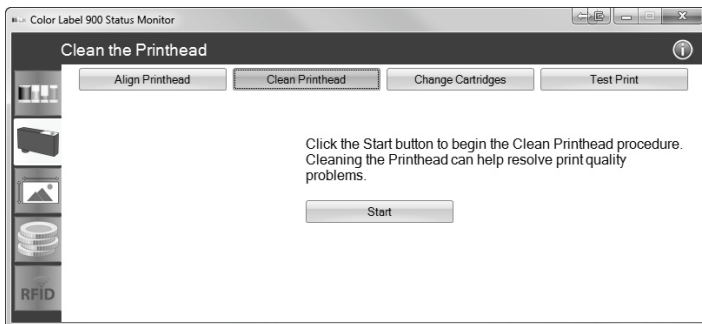 Color Label 900 Status Monitor
Clean the Printhead
Align Printhead
Clean Printhead
Change Cartridges
Test Print
Click the Start button to begin the Clean Printhead procedure.
Cleaning the Printhead can help resolve print quality
problems.
Start
RFID